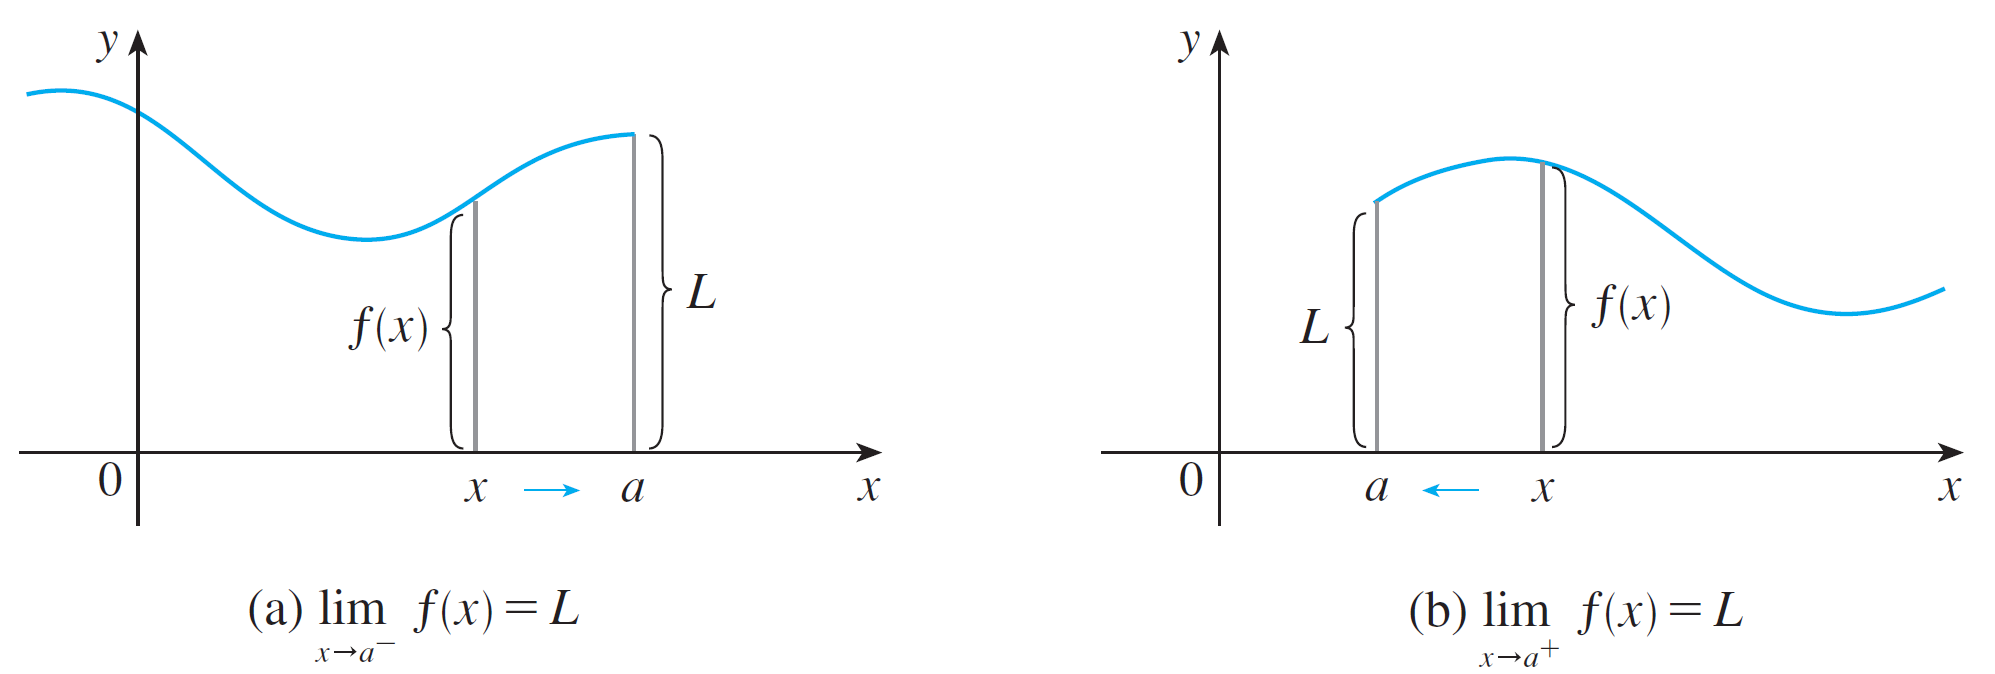 y
f(x)
L
0
x
a
x
(a) lim f(x) = L
x→a⁻
y
L
f(x)
0
a
x
x
(b) lim f(x) = L
x→a⁺